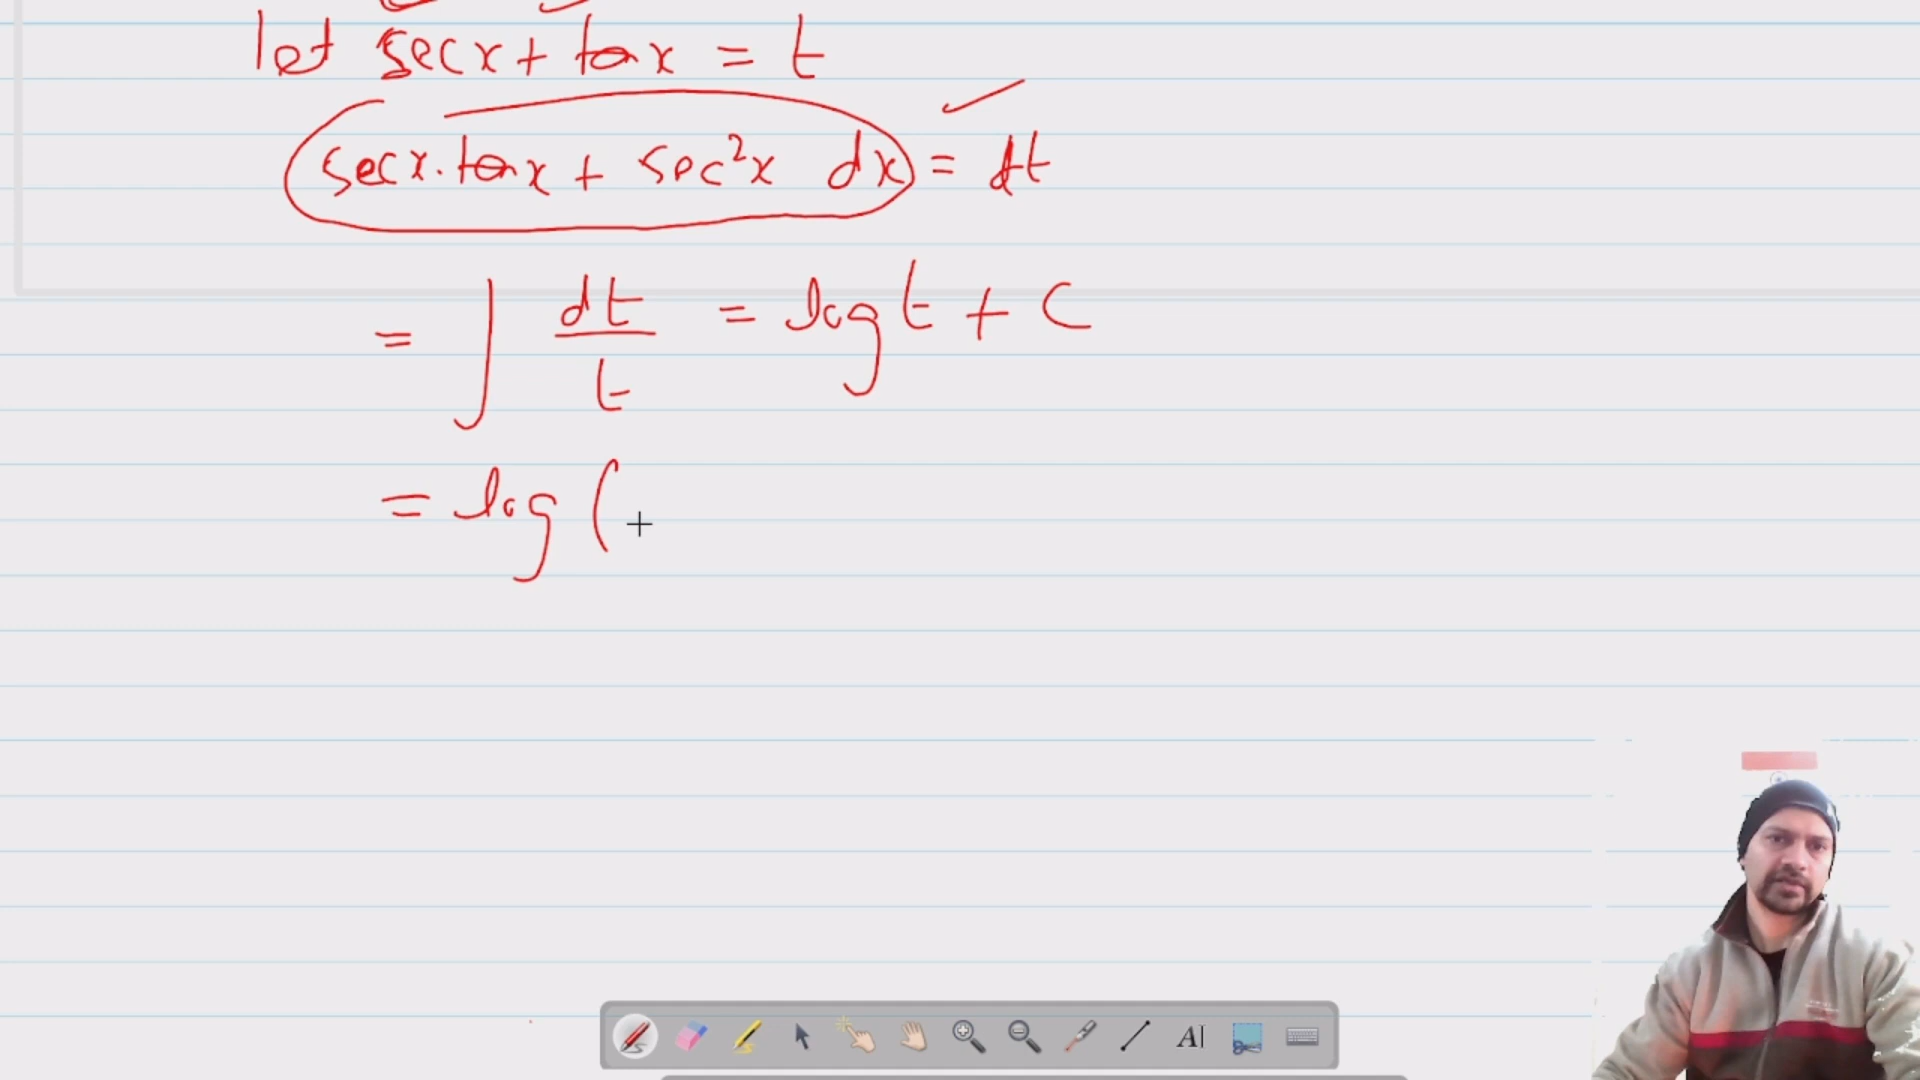 let secx + tanx = t
secx.tanx + sec²x dx = dt
= ∫ dt/t = log t + C
= log (
A